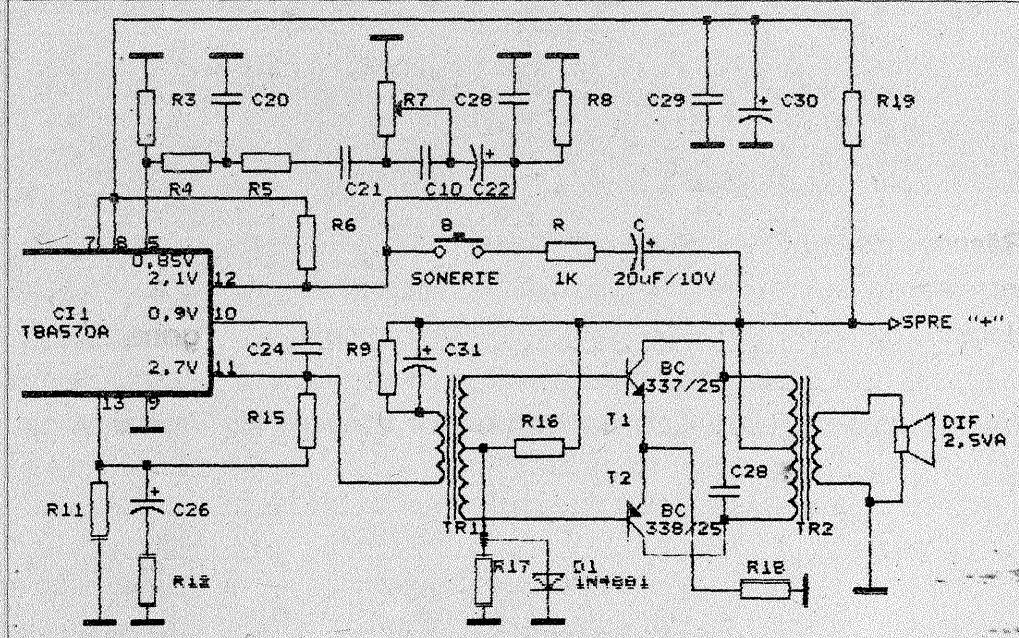 R3
C20
R7
C28
R8
C29
C30
R19
R4
R5
C21
C10
C22
R6
7
6
5
0,85V
2,1V
12
B
R
C
SONERIE
1K
20uF/10V
CI1
TBA570A
0,9V
10
SPRE "+"
C24
R9
C31
BC
337/25
2,7V
11
R15
R16
T1
DIF
2,5VA
13
9
T2
C28
R11
C26
TR1
BC
338/25
TR2
R12
R17
D1
1N4001
R18